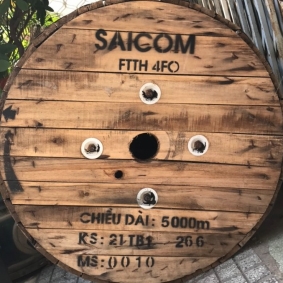 SAICOM
FTTH 4FO
CHIỀU DÀI : 5000m
KS: 21TB1 266
MS: 0010